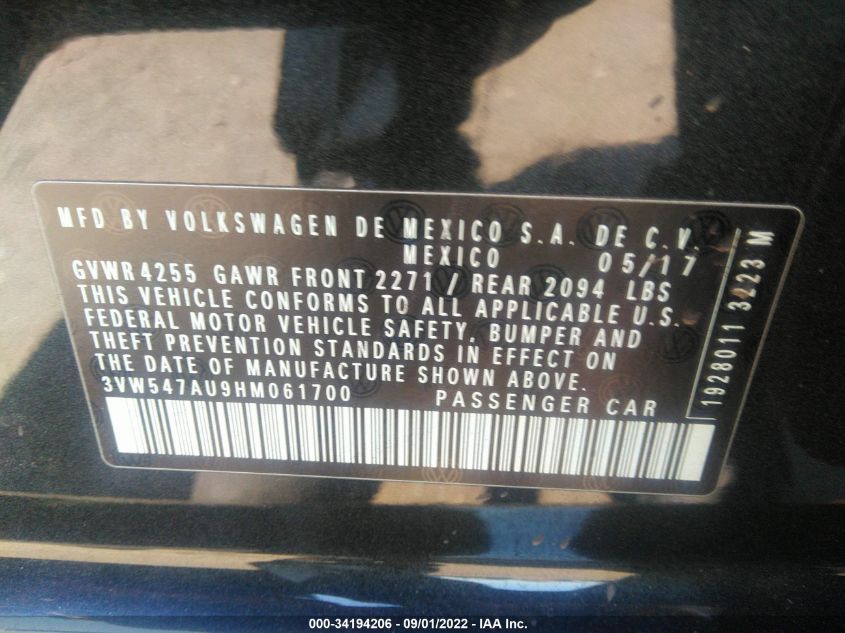 MFD BY VOLKSWAGEN DE MEXICO S.A. DE C.V.
MEXICO 05/17
GVWR 4255 GAWR FRONT 2271 / REAR 2094 LBS
THIS VEHICLE CONFORMS TO ALL APPLICABLE U.S.
FEDERAL MOTOR VEHICLE SAFETY, BUMPER AND
THEFT PREVENTION STANDARDS IN EFFECT ON
THE DATE OF MANUFACTURE SHOWN ABOVE.
3VW547AU9HM061700 PASSENGER CAR
1928011 3223 M
000-34194206 - 09/01/2022 - IAA Inc.